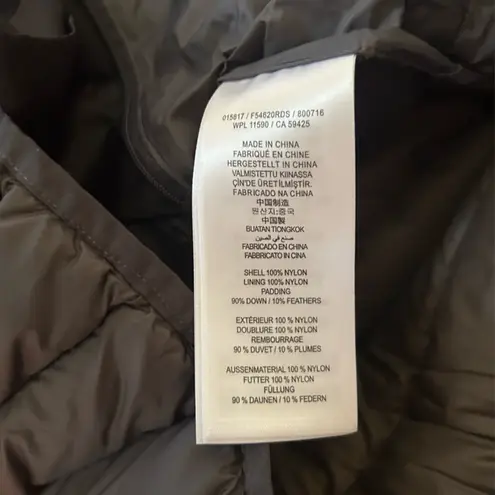 015817 / F54620RDS / 800716
WPL 11590 / CA 59425
MADE IN CHINA
FABRIQUÉ EN CHINE
HERGESTELLT IN CHINA
VALMISTETTU KIINASSA
ÇİN'DE ÜRETİLMİŞTİR.
FABRICADO NA CHINA
中国制造
원산지:중국
中國製
BUATAN TIONGKOK
صنع في الصين
FABRICADO EN CHINA
FABBRICATO IN CINA
SHELL 100% NYLON
LINING 100% NYLON
PADDING
90% DOWN / 10% FEATHERS
EXTÉRIEUR 100 % NYLON
DOUBLURE 100 % NYLON
REMBOURRAGE
90 % DUVET / 10 % PLUMES
AUSSENMATERIAL 100 % NYLON
FUTTER 100 % NYLON
FÜLLUNG
90 % DAUNEN / 10 % FEDERN